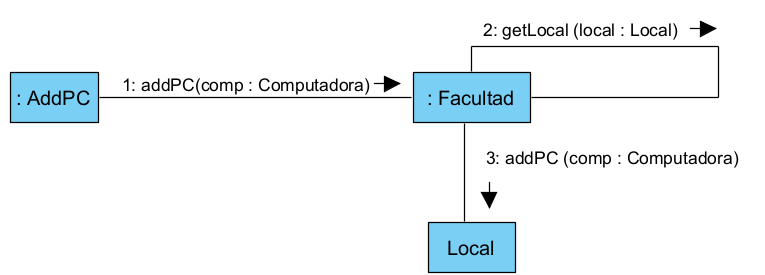 2: getLocal (local : Local)
: AddPC
1: addPC(comp : Computadora)
: Facultad
3: addPC (comp : Computadora)
Local